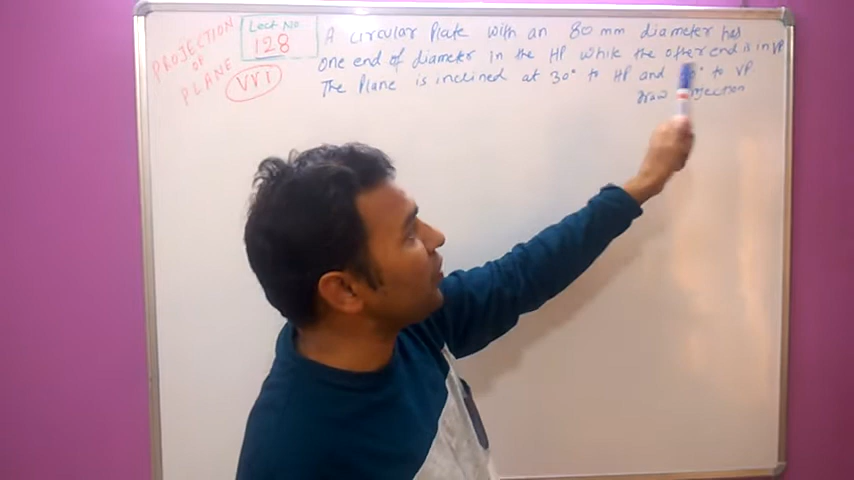 PROJECTION
OF
PLANE
VVI
Lect No
128
A circular Plate with an 80 mm diameter has
one end of diameter in the HP while the other end is in VP
The Plane is inclined at 30° to HP and ° to VP.
Draw